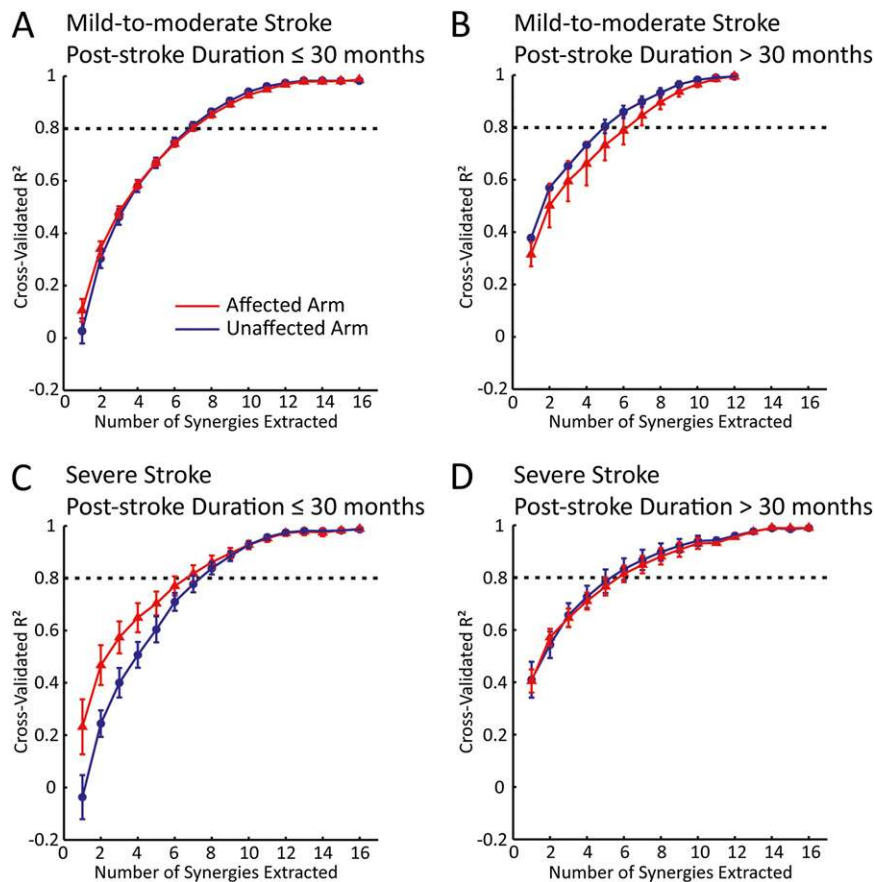 A
Mild-to-moderate Stroke
Post-stroke Duration ≤ 30 months
1
0.8
0.6
0.4
0.2
0
-0.2
Cross-Validated R²
Affected Arm
Unaffected Arm
0 2 4 6 8 10 12 14 16
Number of Synergies Extracted
B
Mild-to-moderate Stroke
Post-stroke Duration > 30 months
1
0.8
0.6
0.4
0.2
0
-0.2
Cross-Validated R²
0 2 4 6 8 10 12 14 16
Number of Synergies Extracted
C
Severe Stroke
Post-stroke Duration ≤ 30 months
1
0.8
0.6
0.4
0.2
0
-0.2
Cross-Validated R²
0 2 4 6 8 10 12 14 16
Number of Synergies Extracted
D
Severe Stroke
Post-stroke Duration > 30 months
1
0.8
0.6
0.4
0.2
0
-0.2
Cross-Validated R²
0 2 4 6 8 10 12 14 16
Number of Synergies Extracted